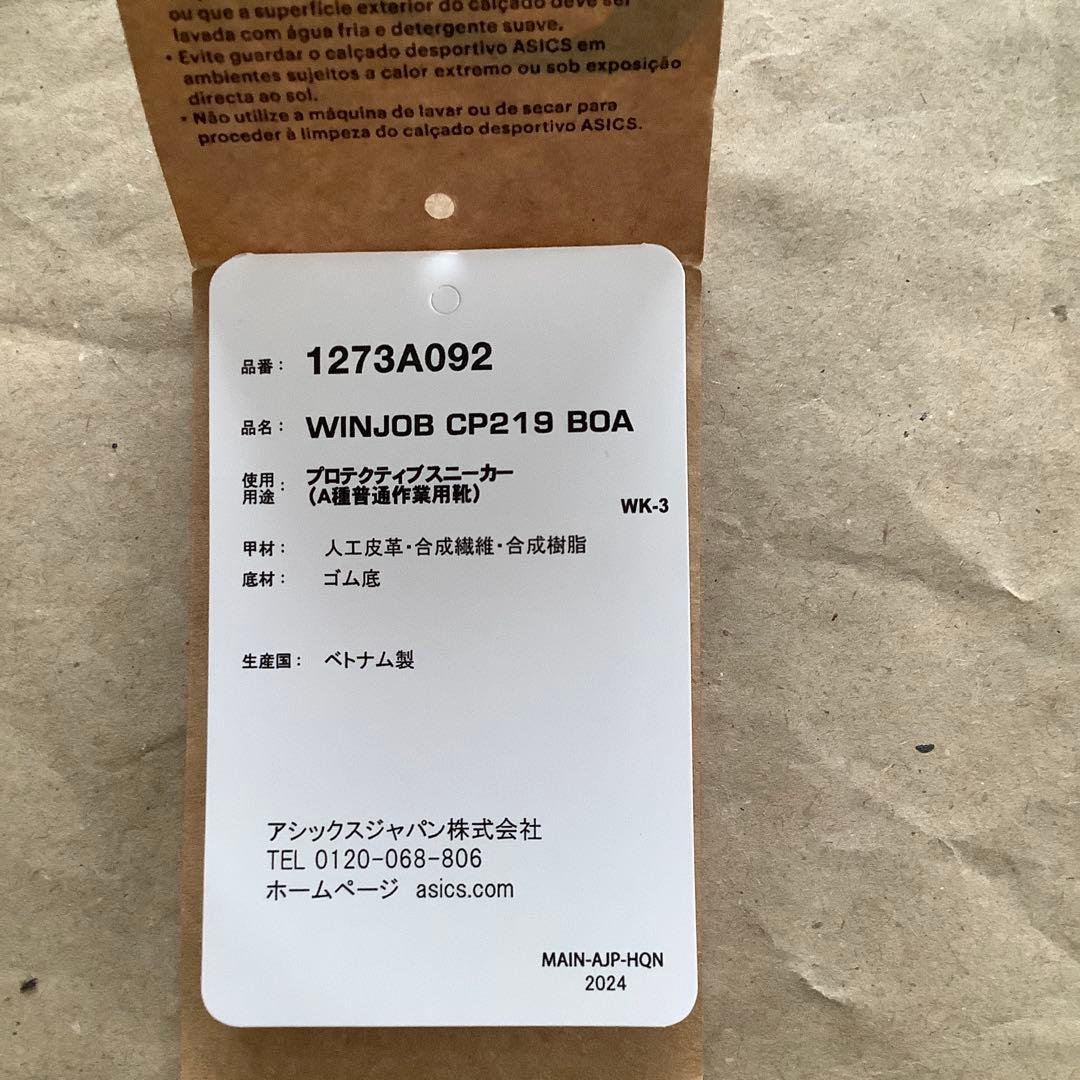 ou que a superfície exterior do calçado deve ser
lavada com água fria e detergente suave.
• Evite guardar o calçado desportivo ASICS em
ambientes sujeitos a calor extremo ou sob exposição
directa ao sol.
• Não utilize a máquina de lavar ou de secar para
proceder à limpeza do calçado desportivo ASICS.
品番： 1273A092
品名： WINJOB CP219 BOA
使用用途： プロテクティブスニーカー
（A種普通作業用靴）
WK-3
甲材： 人工皮革・合成繊維・合成樹脂
底材： ゴム底
生産国： ベトナム製
アシックスジャパン株式会社
TEL 0120-068-806
ホームページ asics.com
MAIN-AJP-HQN
2024